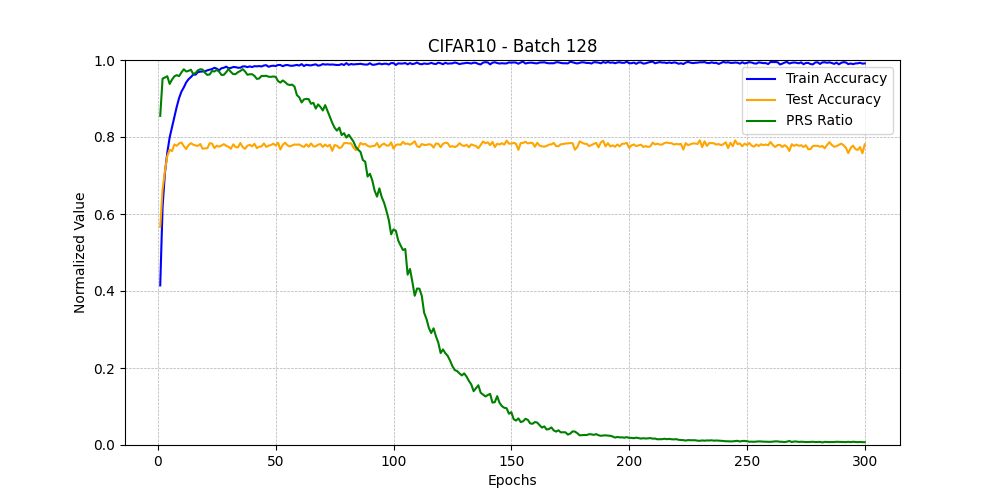 CIFAR10 - Batch 128
Normalized Value
1.0
0.8
0.6
0.4
0.2
0.0
Train Accuracy
Test Accuracy
PRS Ratio
0 50 100 150 200 250 300
Epochs